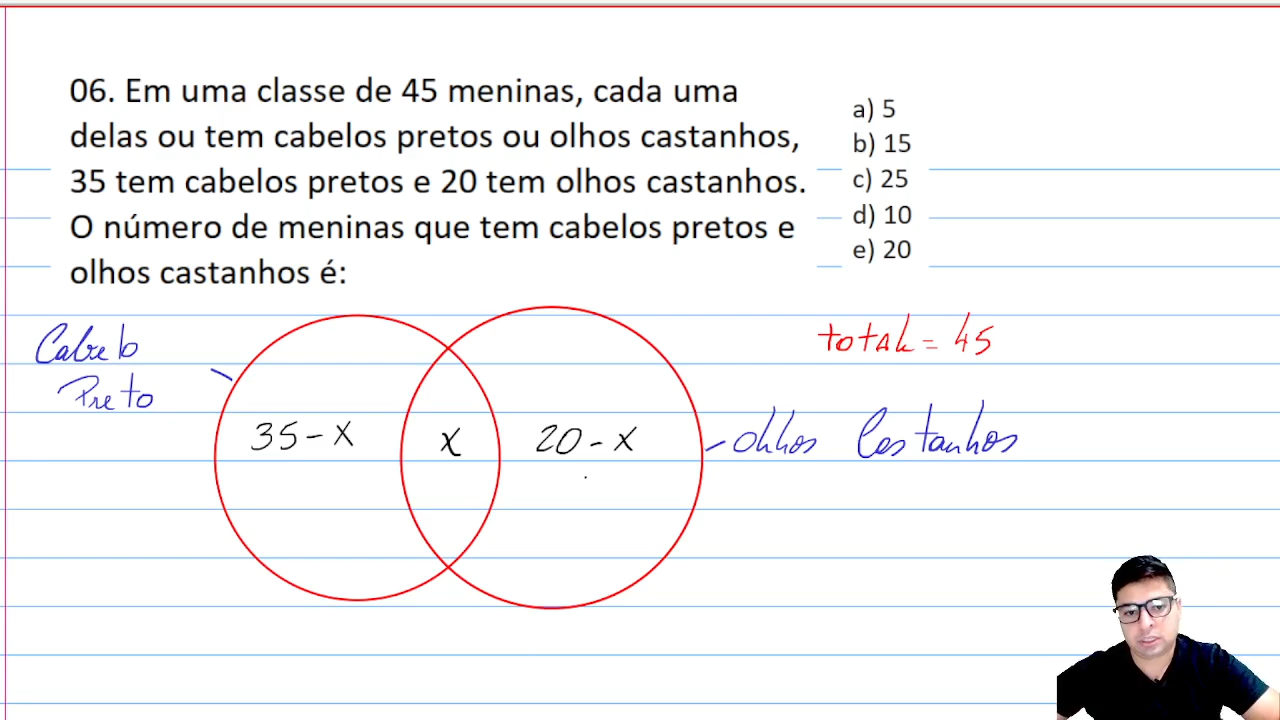 06. Em uma classe de 45 meninas, cada uma
delas ou tem cabelos pretos ou olhos castanhos,
35 tem cabelos pretos e 20 tem olhos castanhos.
O número de meninas que tem cabelos pretos e
olhos castanhos é:
a) 5
b) 15
c) 25
d) 10
e) 20
Cabelo
Preto
total = 45
35 - x
x
20 - x
olhos Castanhos